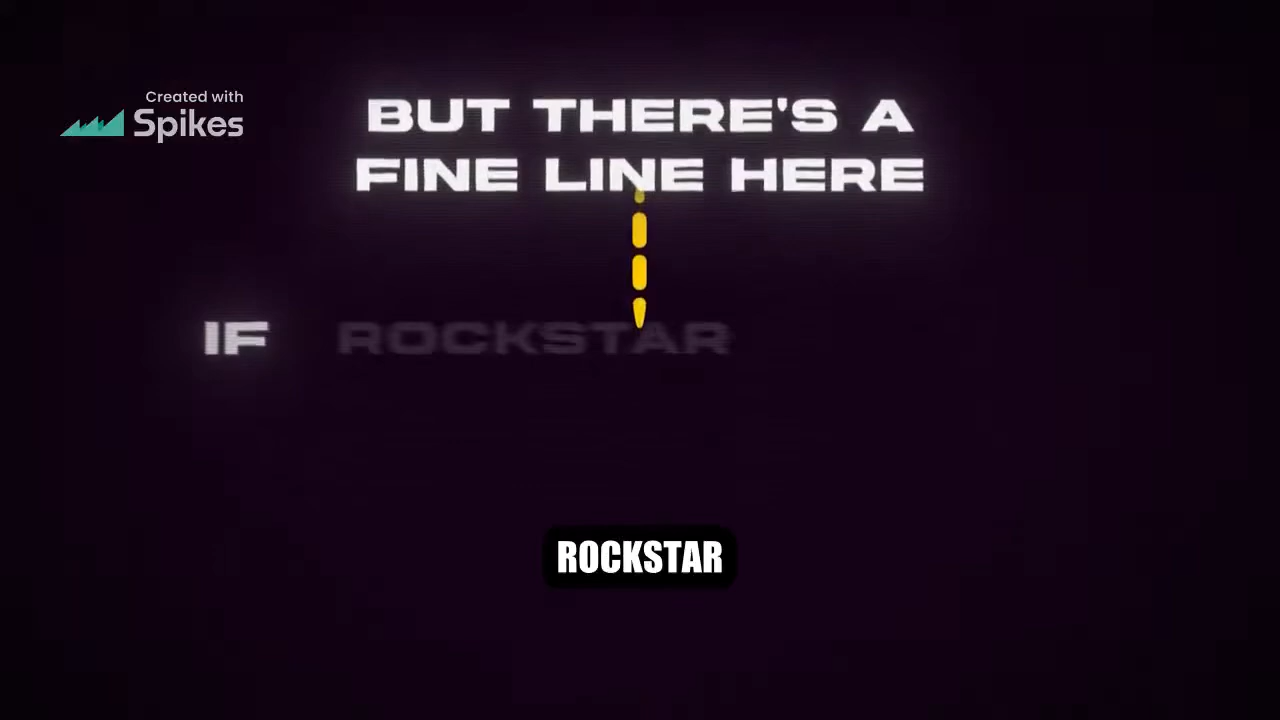 Created with
Spikes
BUT THERE'S A
FINE LINE HERE
IF ROCKSTAR
ROCKSTAR